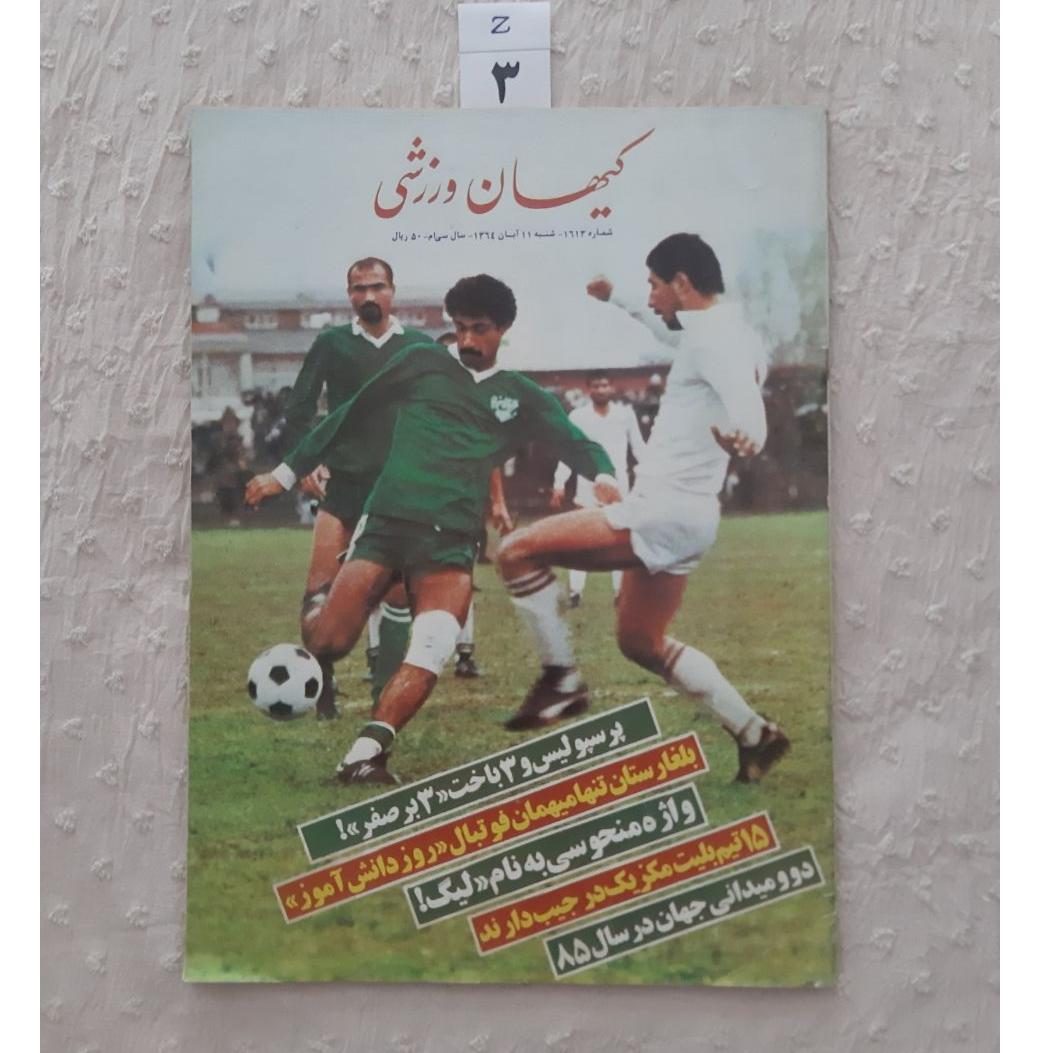 Z
۳
کیهان ورزشی
شماره ۱۶۱۳- شنبه ۱۱ آبان ۱۳۶۴- سال سی‌ام- ۵۰ ریال
پرسپولیس و ۳ باخت «۳ بر صفر»!
بلغارستان تنها میهمان فوتبال «روز دانش آموز»
واژه منحوسی به نام «لیگ!
۱۵ تیم بلیت مکزیک در جیب دارند
دو و میدانی جهان در سال ۸۵